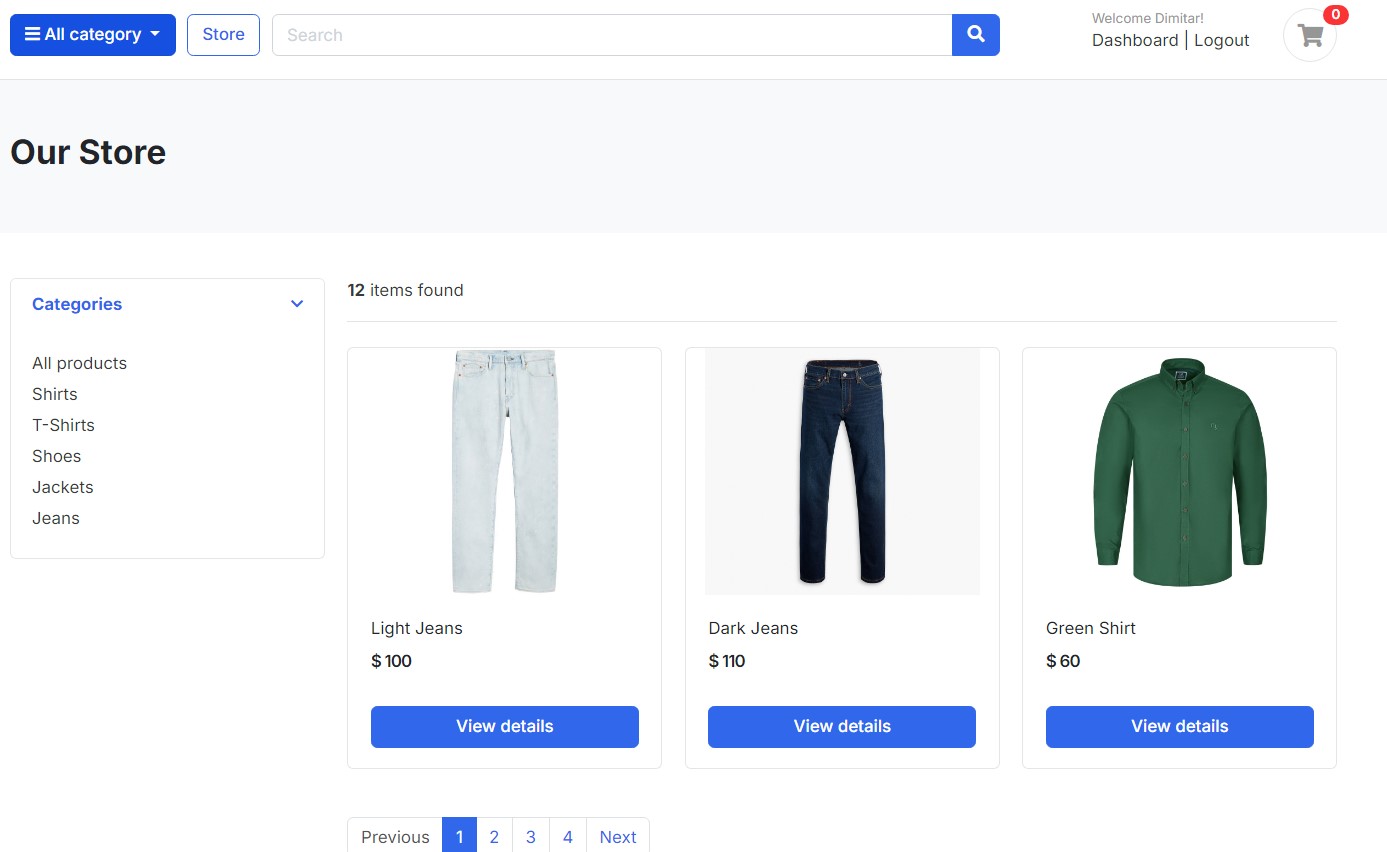 All category
Store
Search
Welcome Dimitar!
Dashboard | Logout
0
Our Store
Categories
All products
Shirts
T-Shirts
Shoes
Jackets
Jeans
12 items found
Light Jeans
$ 100
View details
Dark Jeans
$ 110
View details
Green Shirt
$ 60
View details
Previous 1 2 3 4 Next